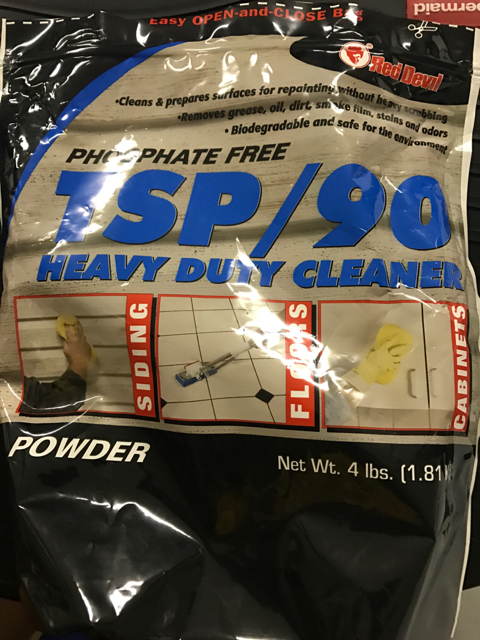 Easy OPEN-and-CLOSE Bag
Red Devil
•Cleans & prepares surfaces for repainting without heavy scrubbing
•Removes grease, oil, dirt, smoke film, stains and odors
•Biodegradable and safe for the environment
PHOSPHATE FREE
TSP/90
HEAVY DUTY CLEANER
SIDING
FLOORS
CABINETS
POWDER
Net Wt. 4 lbs. (1.81